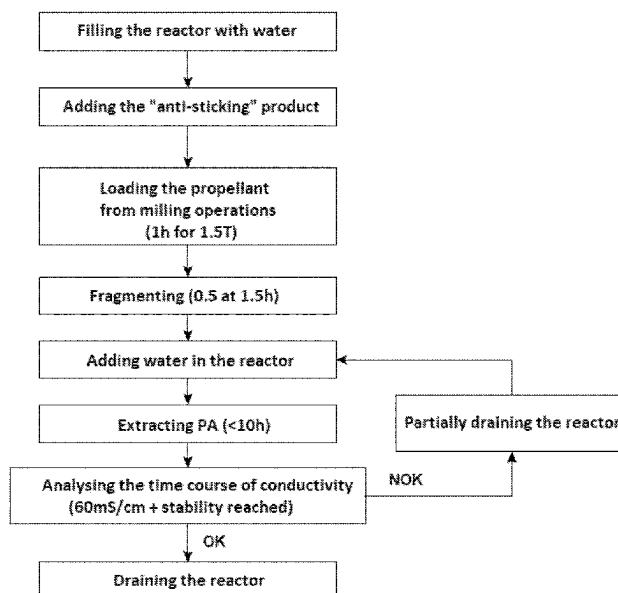 Filling the reactor with water
Adding the "anti-sticking" product
Loading the propellant
from milling operations
(1h for 1.5T)
Fragmenting (0.5 at 1.5h)
Adding water in the reactor
Extracting PA (<10h)
Partially draining the reactor
Analysing the time course of conductivity
(60mS/cm + stability reached)
NOK
OK
Draining the reactor